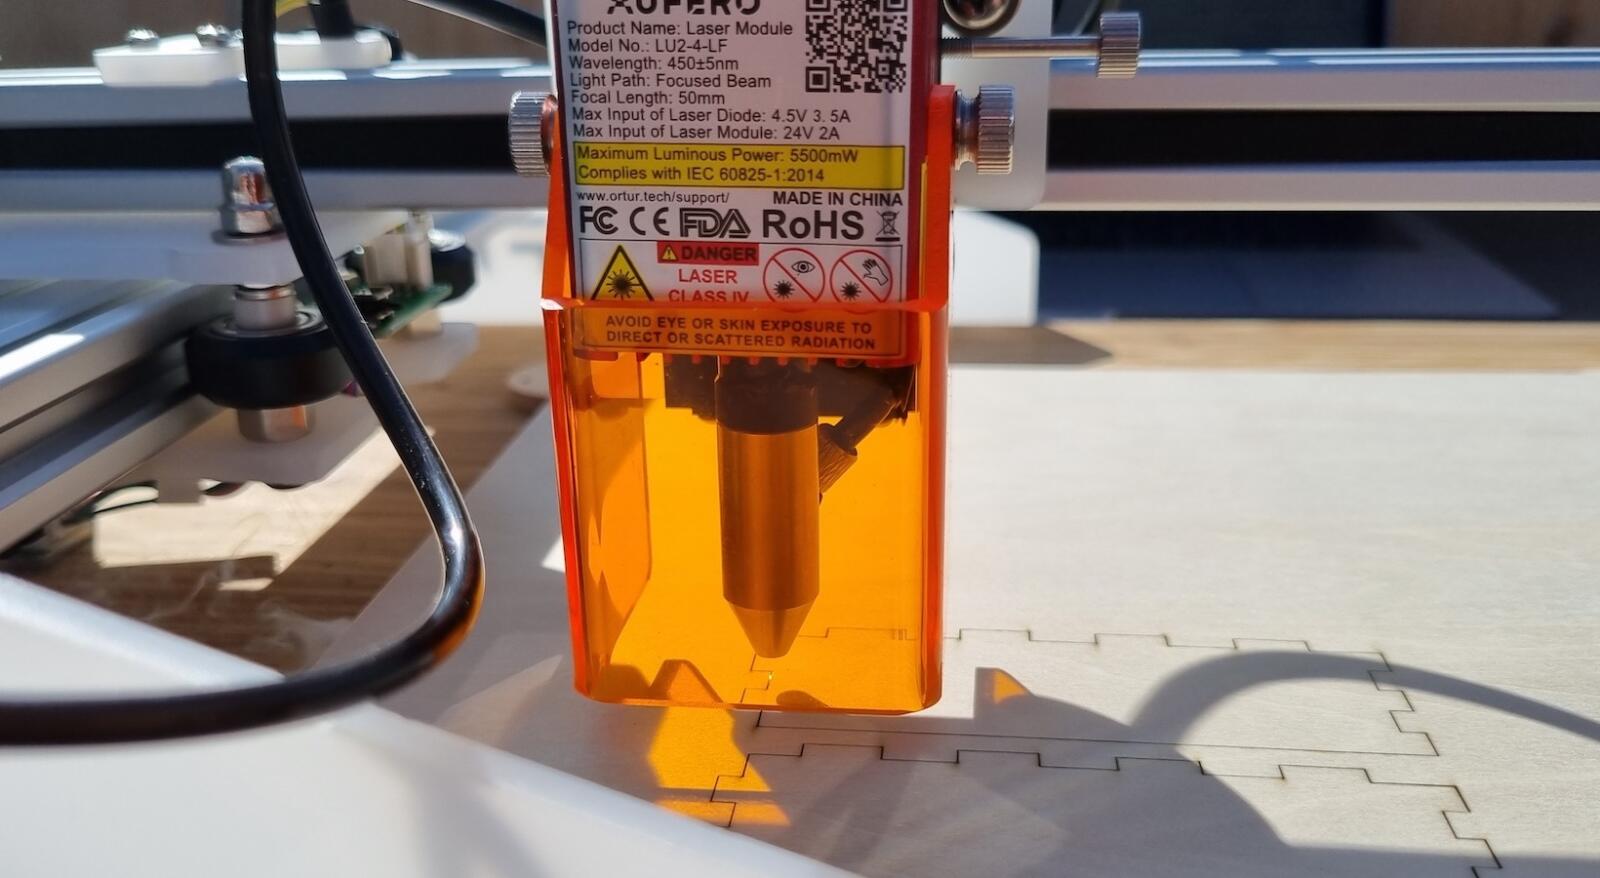 AUFERO
Product Name: Laser Module
Model No.: LU2-4-LF
Wavelength: 450±5nm
Light Path: Focused Beam
Focal Length: 50mm
Max Input of Laser Diode: 4.5V 3.5A
Max Input of Laser Module: 24V 2A
Maximum Luminous Power: 5500mW
Complies with IEC 60825-1:2014
www.ortur.tech/support/ MADE IN CHINA
FC CE FDA RoHS
DANGER
LASER
CLASS IV
AVOID EYE OR SKIN EXPOSURE TO
DIRECT OR SCATTERED RADIATION